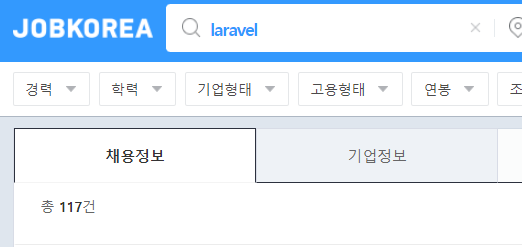 JOBKOREA laravel
경력 학력 기업형태 고용형태 연봉 조
채용정보 기업정보
총 117건